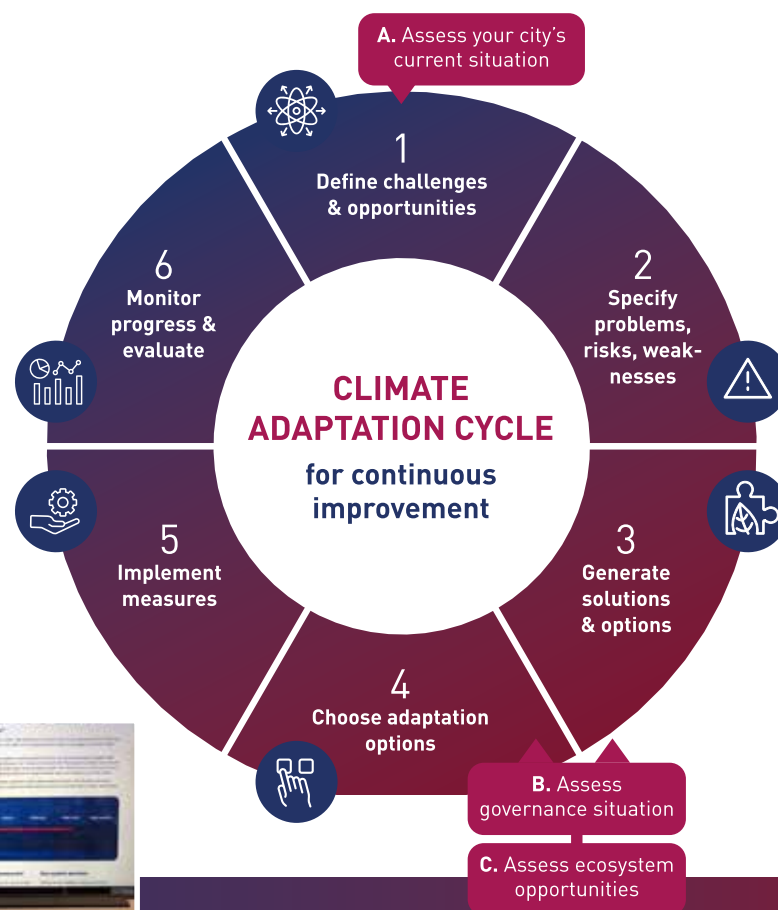 A. Assess your city's
current situation
1
Define challenges
& opportunities
2
Specify
problems,
risks, weak-
nesses
3
Generate
solutions
& options
4
Choose adaptation
options
5
Implement
measures
6
Monitor
progress &
evaluate
CLIMATE
ADAPTATION CYCLE
for continuous
improvement
B. Assess
governance situation
C. Assess ecosystem
opportunities